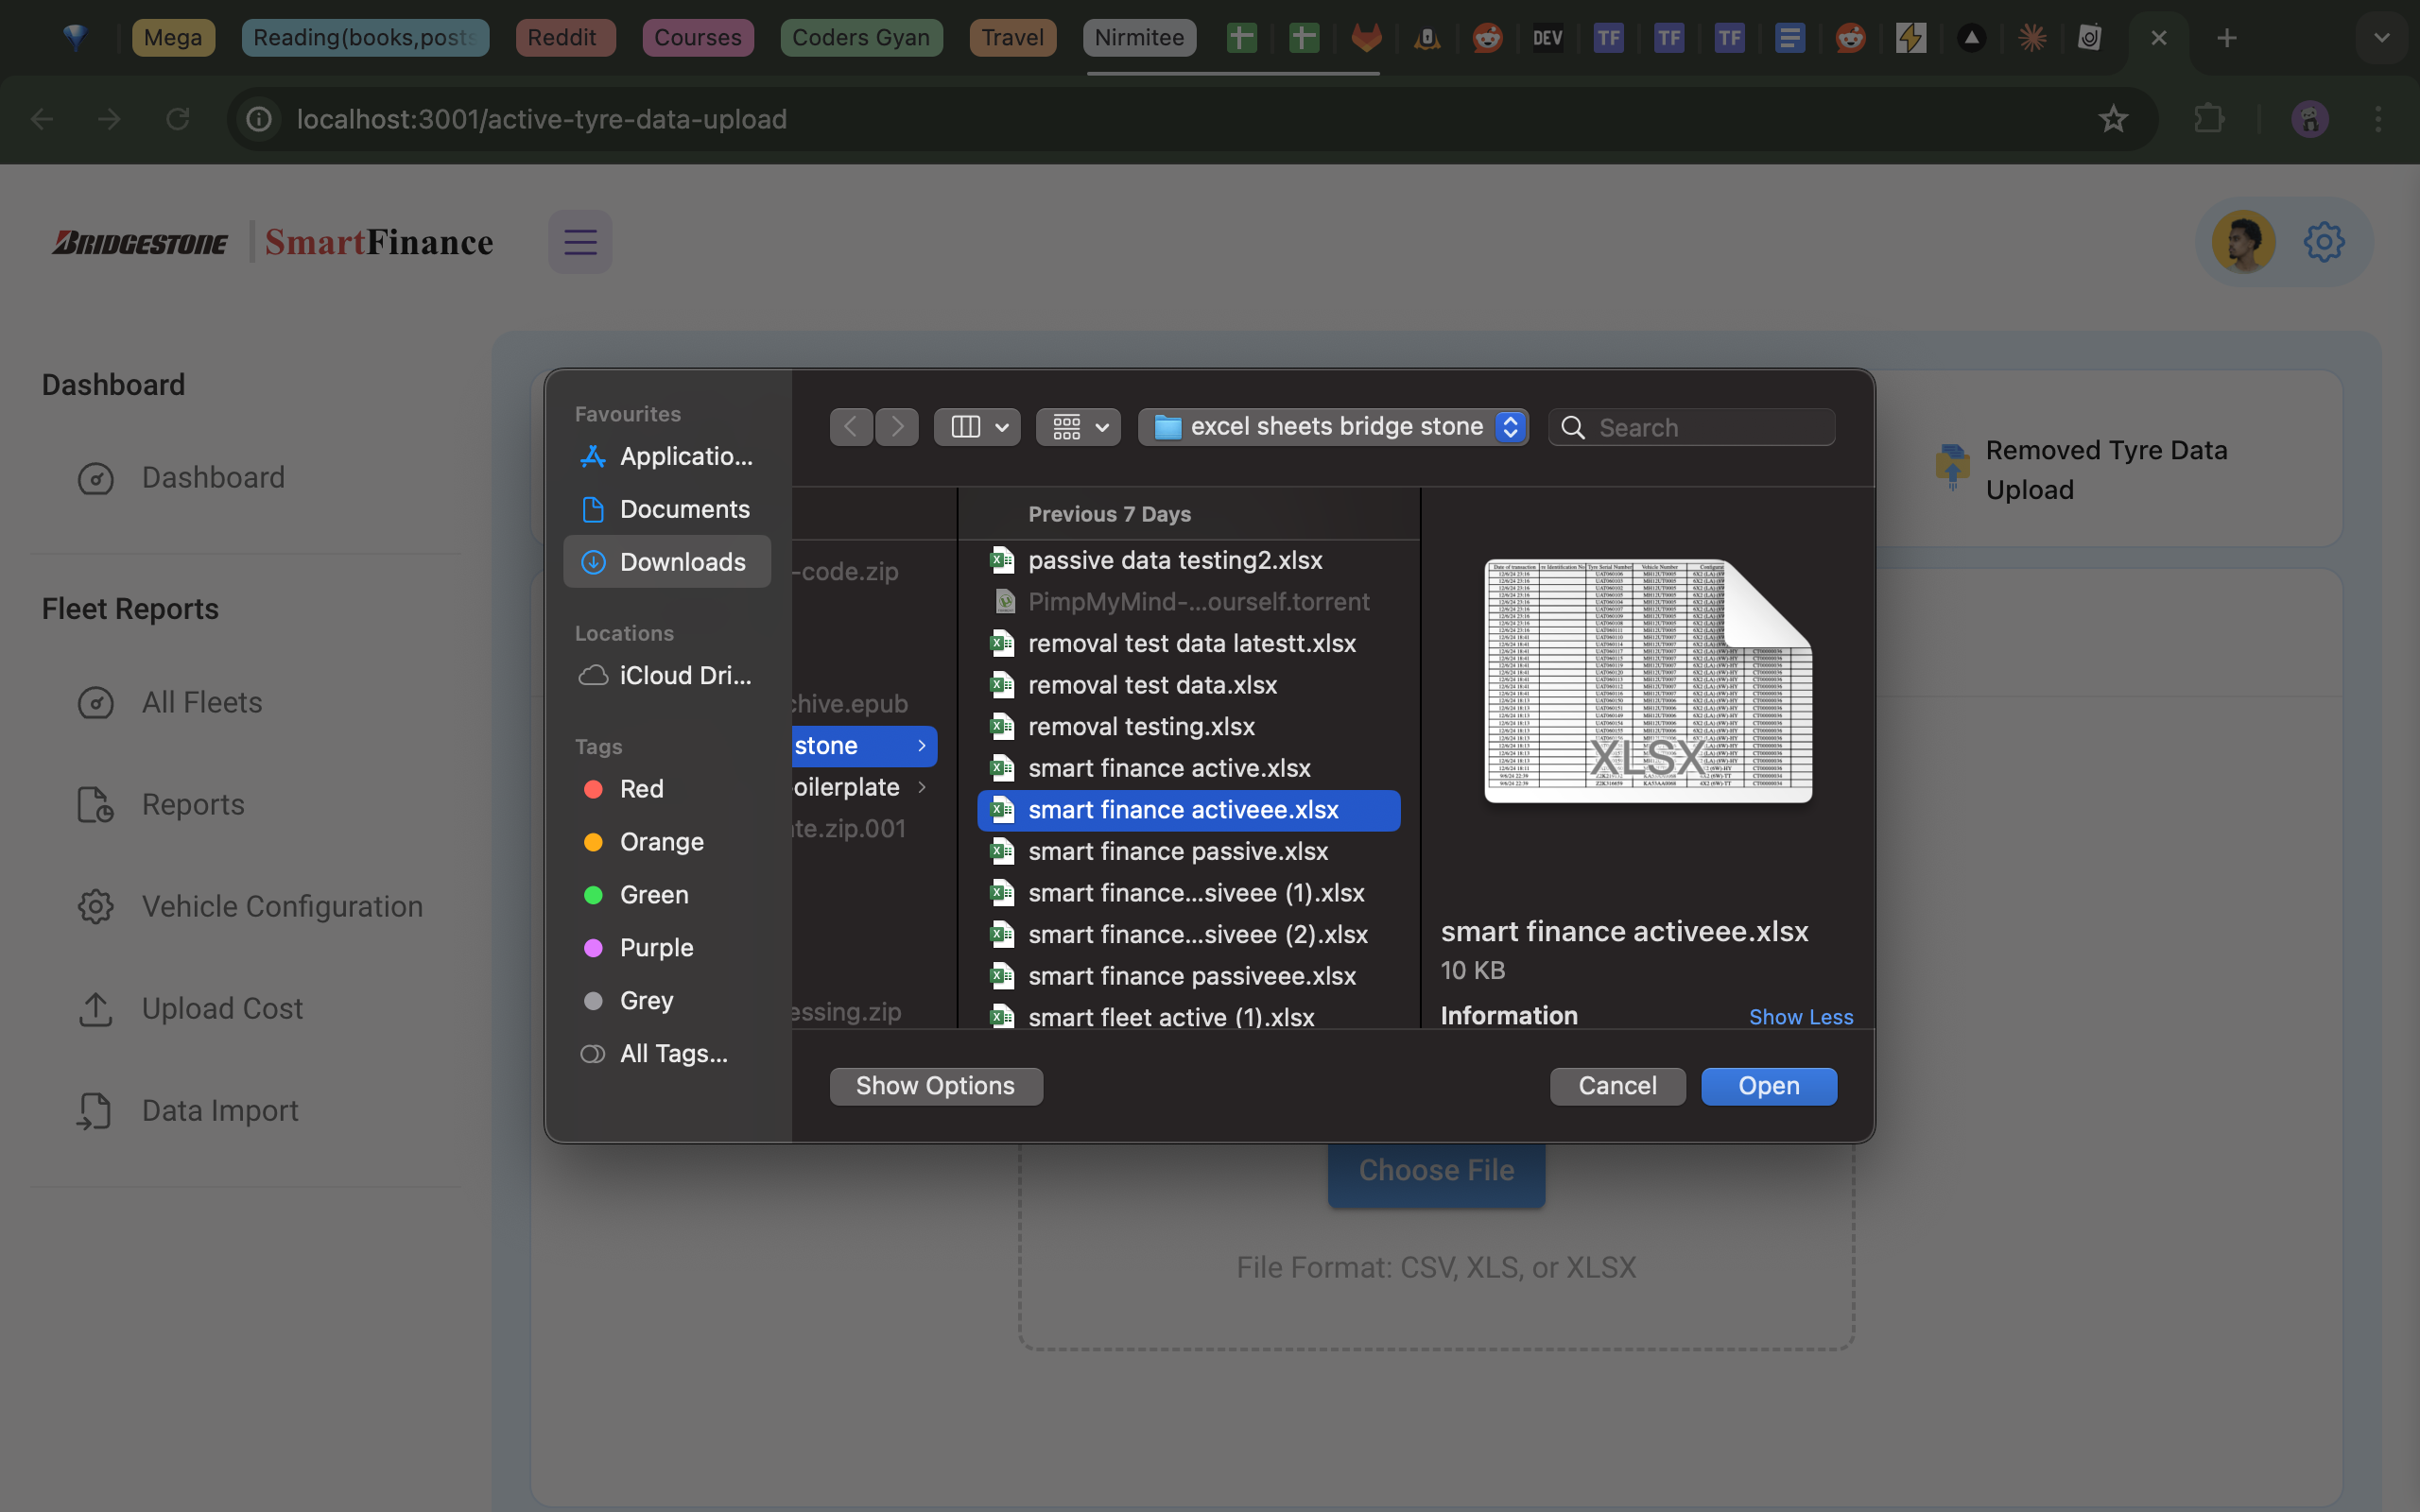 Mega
Reading(books,posts
Reddit
Courses
Coders Gyan
Travel
Nirmitee
DEV
TF
TF
TF
localhost:3001/active-tyre-data-upload
BRIDGESTONE
SmartFinance
Dashboard
Dashboard
Fleet Reports
All Fleets
Reports
Vehicle Configuration
Upload Cost
Data Import
Removed Tyre Data
Upload
Favourites
Applicatio...
Documents
Downloads
Locations
iCloud Dri...
Tags
Red
Orange
Green
Purple
Grey
All Tags...
excel sheets bridge stone
Search
-code.zip
chive.epub
stone
oilerplate
te.zip.001
essing.zip
Previous 7 Days
passive data testing2.xlsx
PimpMyMind-...ourself.torrent
removal test data latestt.xlsx
removal test data.xlsx
removal testing.xlsx
smart finance active.xlsx
smart finance activeee.xlsx
smart finance passive.xlsx
smart finance...siveee (1).xlsx
smart finance...siveee (2).xlsx
smart finance passiveee.xlsx
smart fleet active (1).xlsx
XLSX
smart finance activeee.xlsx
10 KB
Information
Show Less
Show Options
Cancel
Open
Choose File
File Format: CSV, XLS, or XLSX